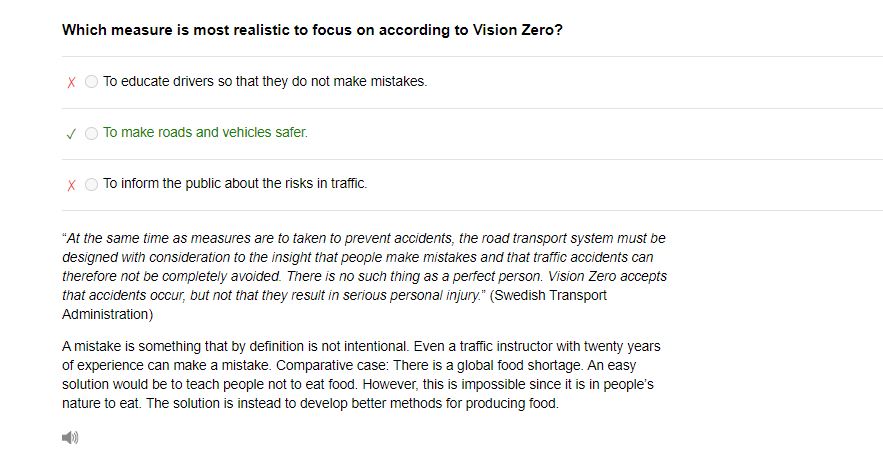 Which measure is most realistic to focus on according to Vision Zero?
X To educate drivers so that they do not make mistakes.
✓ To make roads and vehicles safer.
X To inform the public about the risks in traffic.
"At the same time as measures are to taken to prevent accidents, the road transport system must be
designed with consideration to the insight that people make mistakes and that traffic accidents can
therefore not be completely avoided. There is no such thing as a perfect person. Vision Zero accepts
that accidents occur, but not that they result in serious personal injury." (Swedish Transport
Administration)
A mistake is something that by definition is not intentional. Even a traffic instructor with twenty years
of experience can make a mistake. Comparative case: There is a global food shortage. An easy
solution would be to teach people not to eat food. However, this is impossible since it is in people's
nature to eat. The solution is instead to develop better methods for producing food.